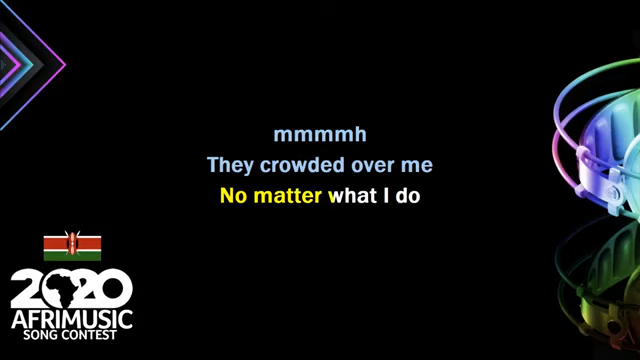 mmmmh
They crowded over me
No matter what I do
2020
AFRIMUSIC
SONG CONTEST